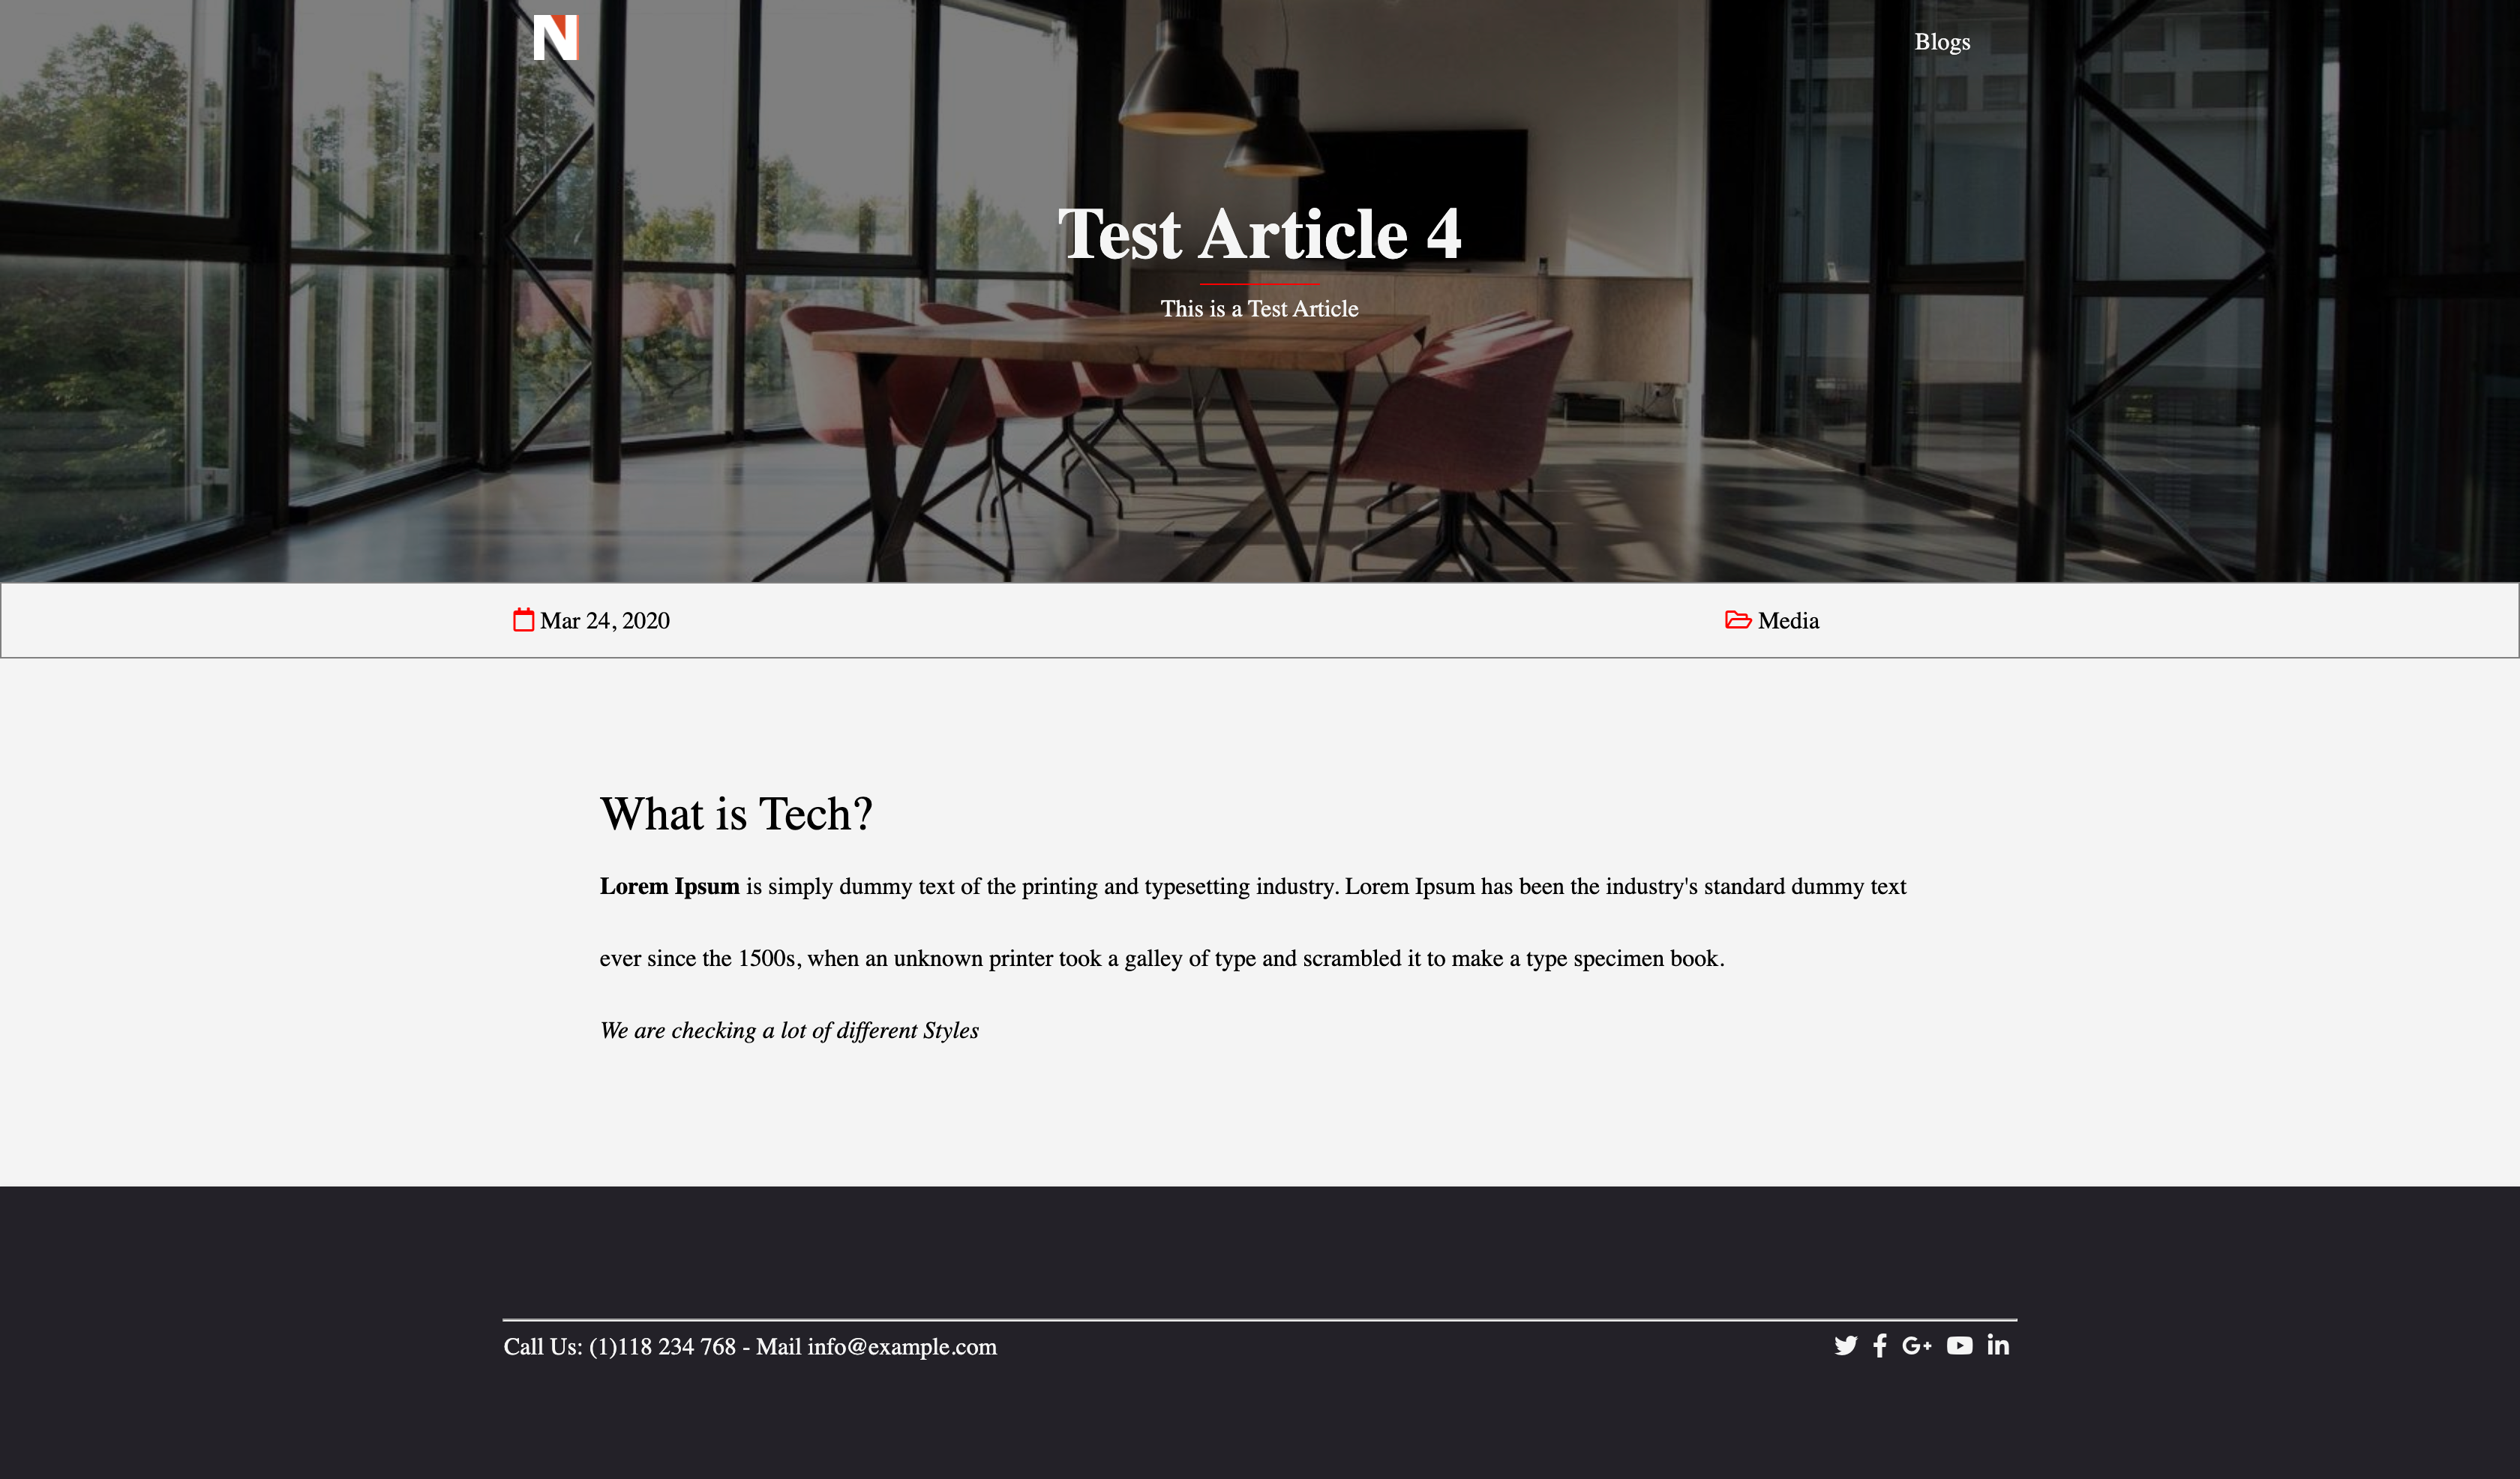 N
Blogs
Test Article 4
This is a Test Article
Mar 24, 2020
Media
What is Tech?
Lorem Ipsum is simply dummy text of the printing and typesetting industry. Lorem Ipsum has been the industry's standard dummy text
ever since the 1500s, when an unknown printer took a galley of type and scrambled it to make a type specimen book.
We are checking a lot of different Styles
Call Us: (1)118 234 768 - Mail info@example.com